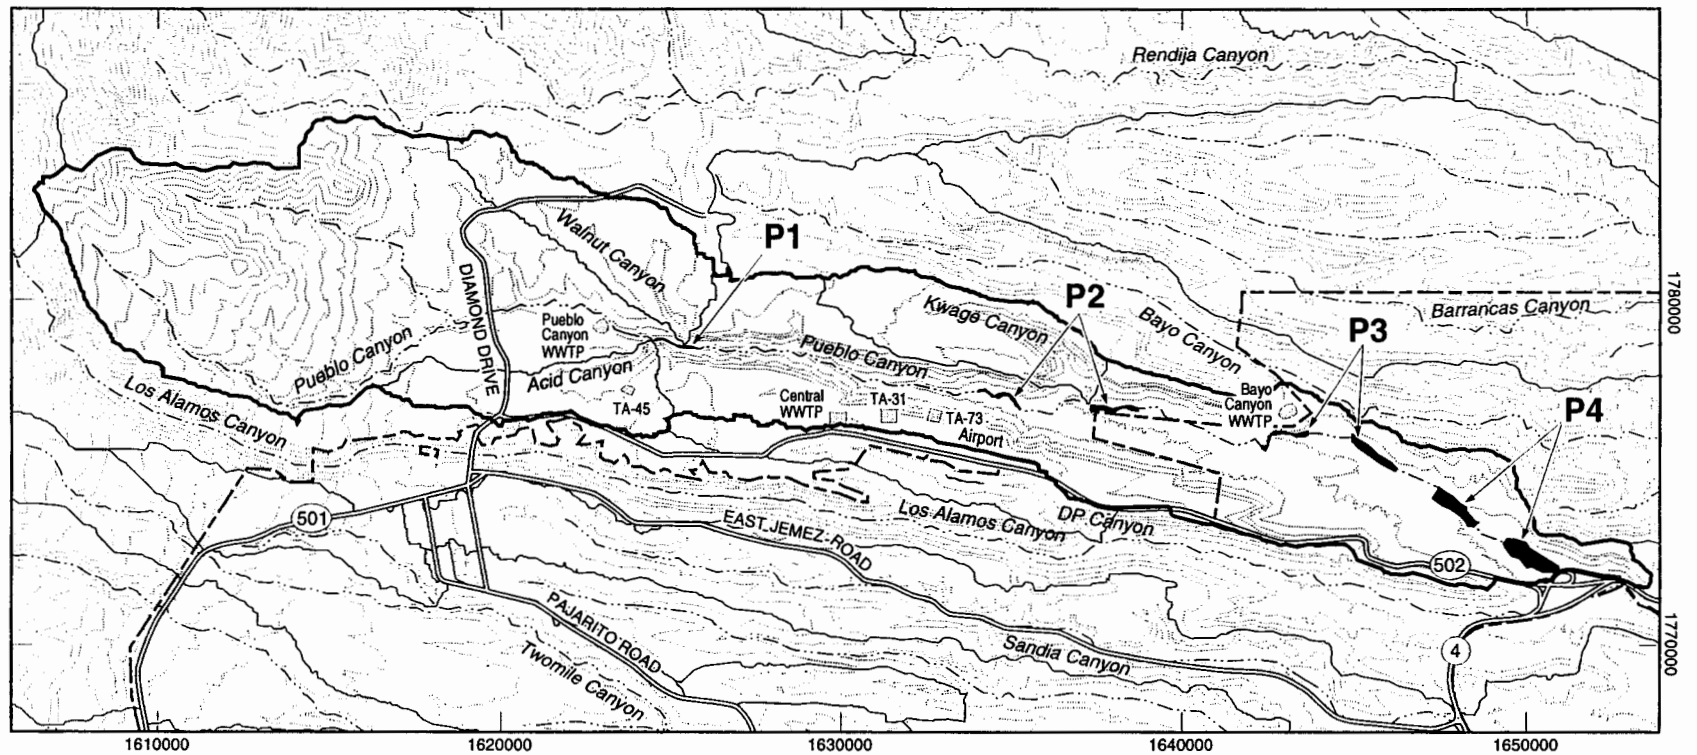 Rendija Canyon
P1
Walnut Canyon
DIAMOND DRIVE
P2
Kwage Canyon
Bayo Canyon
Barrancas Canyon
1780000
P3
Pueblo
Canyon
WWTP
Pueblo Canyon
Pueblo Canyon
Acid Canyon
Los Alamos Canyon
TA-45
Central
WWTP
TA-31
TA-73
Airport
Bayo
Canyon
WWTP
P4
501
EAST JEMEZ ROAD
Los Alamos Canyon
DP Canyon
502
PAJARITO ROAD
Twomile Canyon
Sandia Canyon
4
1770000
1610000
1620000
1630000
1640000
1650000